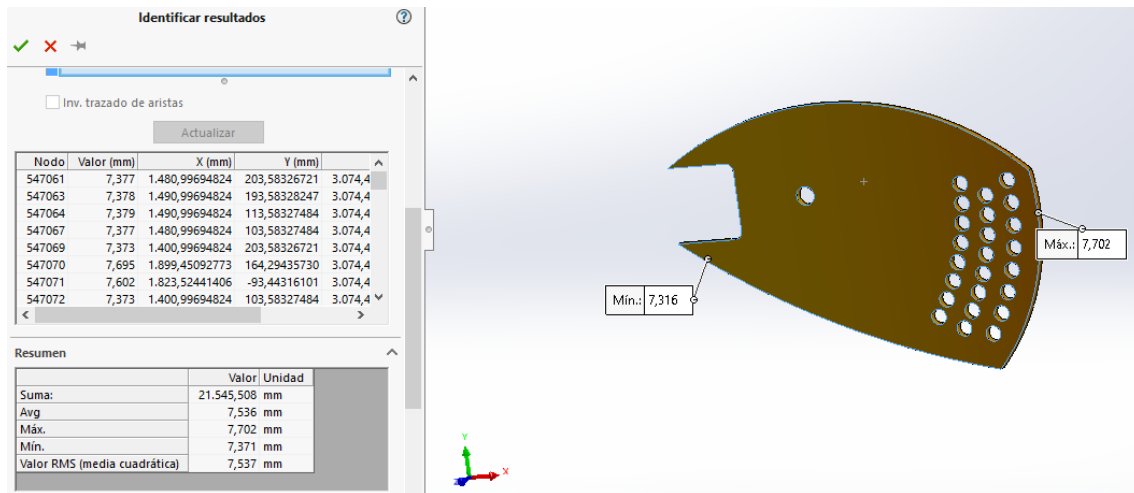 Identificar resultados
Inv. trazado de aristas
Actualizar
Nodo Valor (mm) X (mm) Y (mm)
547061 7,377 1.480,99694824 203,58326721 3.074,4
547063 7,378 1.490,99694824 193,58328247 3.074,4
547064 7,379 1.490,99694824 113,58327484 3.074,4
547067 7,377 1.480,99694824 103,58327484 3.074,4
547069 7,373 1.400,99694824 203,58326721 3.074,4
547070 7,695 1.899,45092773 164,29435730 3.074,4
547071 7,602 1.823,52441406 -93,44316101 3.074,4
547072 7,373 1.400,99694824 103,58327484 3.074,4
Resumen
Valor Unidad
Suma: 21.545,508 mm
Avg 7,536 mm
Máx. 7,702 mm
Mín. 7,371 mm
Valor RMS (media cuadrática) 7,537 mm
Máx.: 7,702
Mín.: 7,316
Y
X
Z